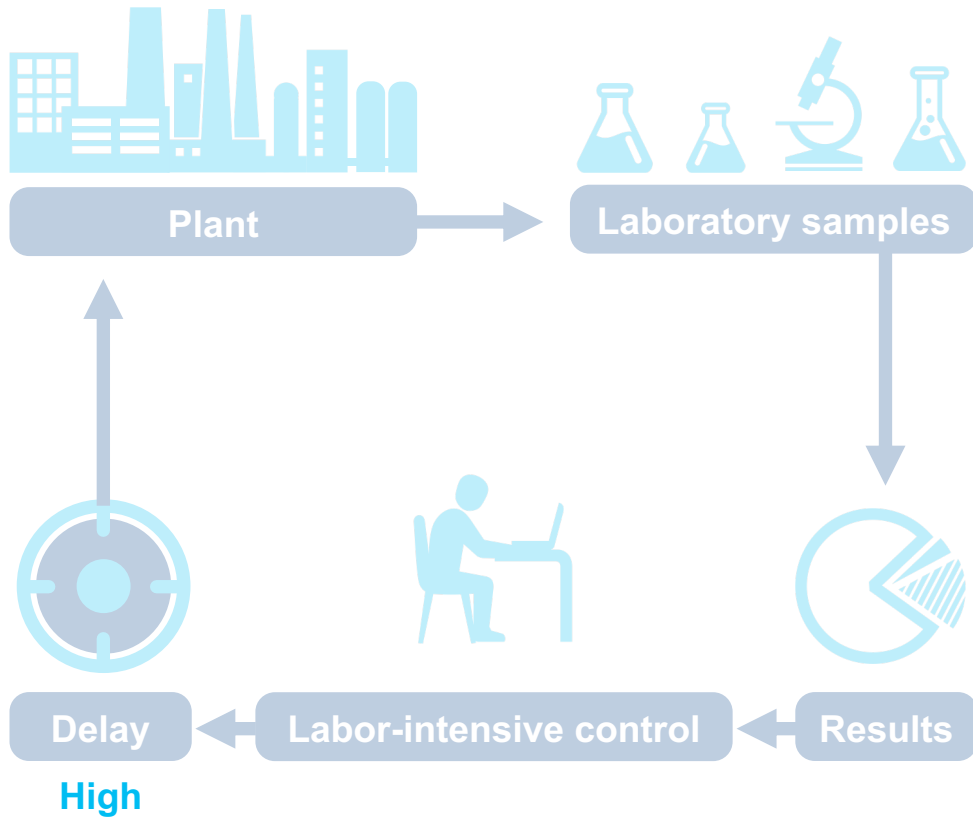 Plant
Laboratory samples
Delay
Labor-intensive control
Results
High